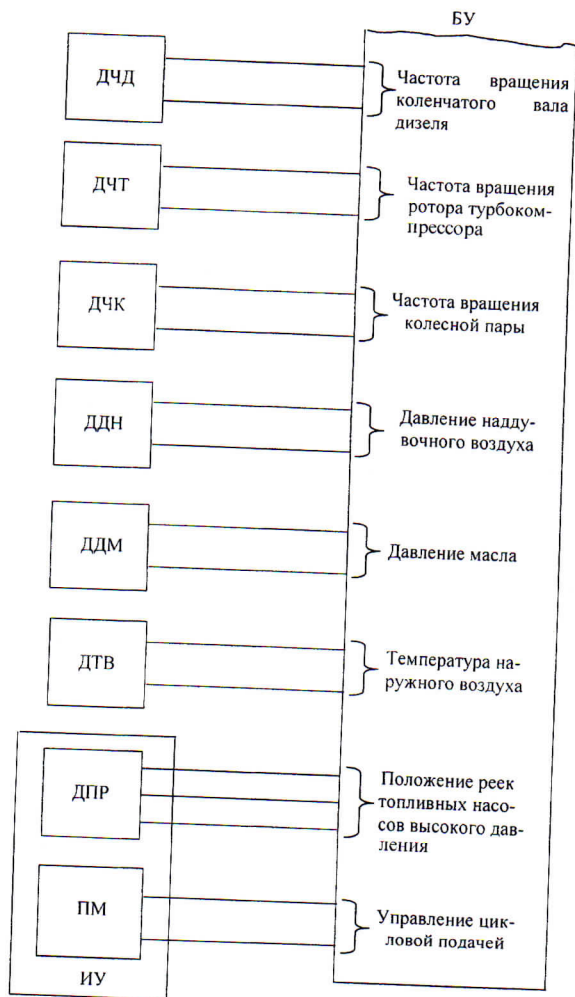 БУ
ДЧД
Частота вращения
коленчатого вала
дизеля
ДЧТ
Частота вращения
ротора турбоком-
прессора
ДЧК
Частота вращения
колесной пары
ДДН
Давление надду-
вочного воздуха
ДДМ
Давление масла
ДТВ
Температура на-
ружного воздуха
ДПР
Положение реек
топливных насо-
сов высокого дав-
ления
ПМ
Управление цик-
ловой подачей
ИУ